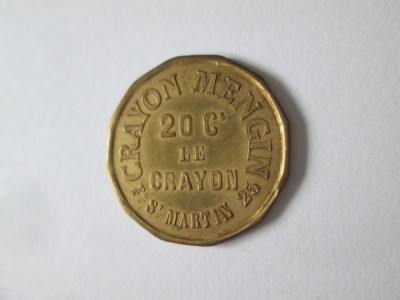 CRAYON MENGIN
20 Cs
LE
CRAYON
F. St. MARTIN 25